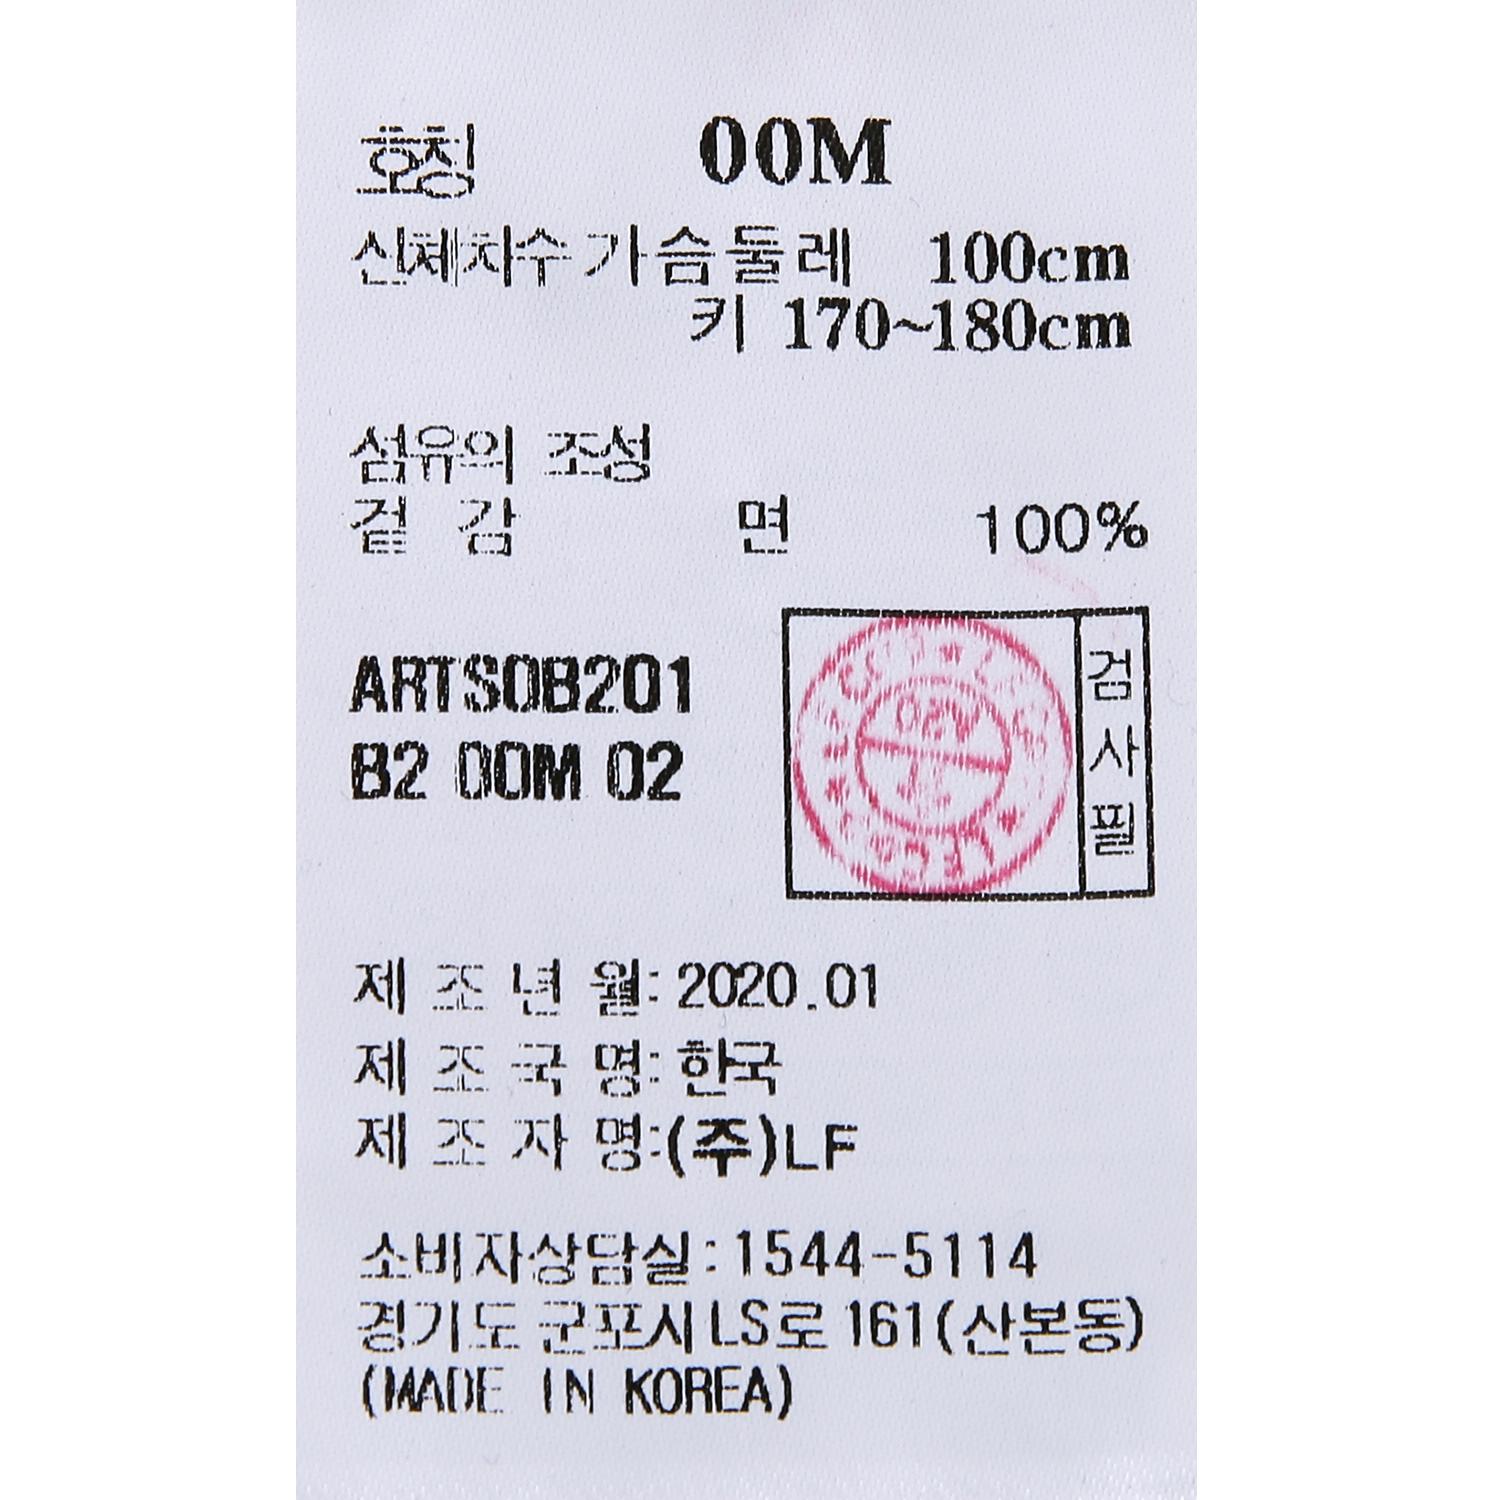 호칭 00M
신체치수 가슴둘레 100cm
키 170~180cm
섬유의 조성
겉 감 면 100%
ARTS0B201
B2 00M 02
검사필
제 조 년 월: 2020.01
제 조 국 명: 한국
제 조 자 명:(주)LF
소비자상담실:1544-5114
경기도 군포시 LS로 161(산본동)
(MADE IN KOREA)